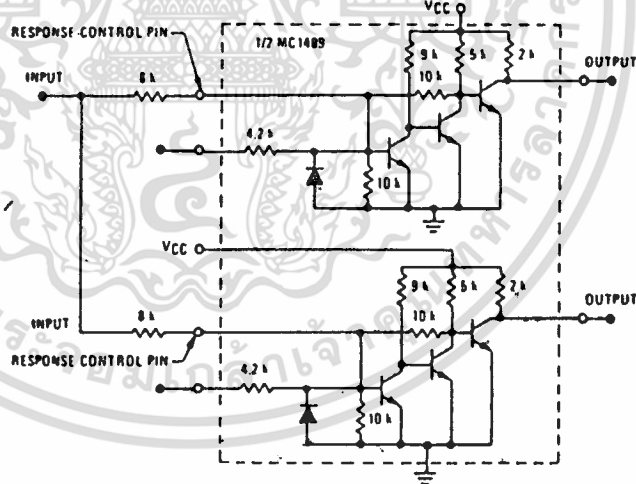 VCC
RESPONSE-CONTROL PIN
1/2 MC1489
9 k
5 k
2 k
OUTPUT
INPUT
8 k
10 k
4.2 k
10 k
VCC
9 k
5 k
2 k
OUTPUT
INPUT
8 k
10 k
RESPONSE CONTROL PIN
4.2 k
10 k